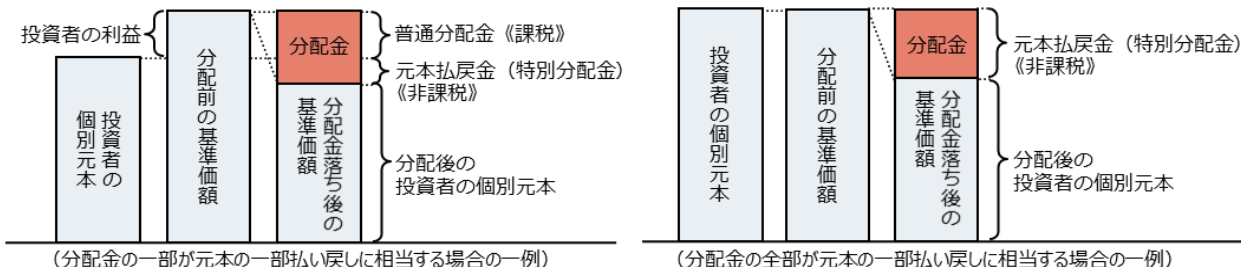 投資者の利益
投資者の
個別元本
分配前の基準価額
分配金
分配金落ち後の
基準価額
普通分配金《課税》
元本払戻金（特別分配金）
《非課税》
分配後の
投資者の個別元本
（分配金の一部が元本の一部払い戻しに相当する場合の一例）
投資者の個別元本
分配前の基準価額
分配金
分配金落ち後の
基準価額
元本払戻金（特別分配金）
《非課税》
分配後の
投資者の個別元本
（分配金の全部が元本の一部払い戻しに相当する場合の一例）